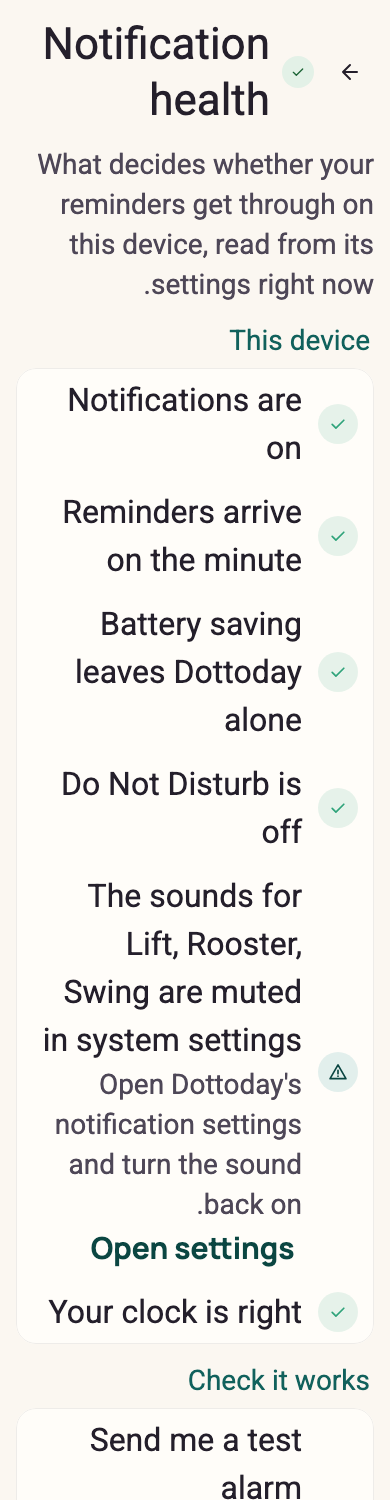 Notification
health
What decides whether your
reminders get through on
this device, read from its
.settings right now
This device
Notifications are
on
Reminders arrive
on the minute
Battery saving
leaves Dottoday
alone
Do Not Disturb is
off
The sounds for
Lift, Rooster,
Swing are muted
in system settings
Open Dottoday's
notification settings
and turn the sound
.back on
Open settings
Your clock is right
Check it works
Send me a test
alarm